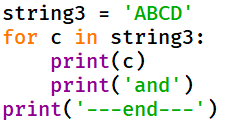 string3 = 'ABCD'
for c in string3:
    print(c)
    print('and')
print('---end---')